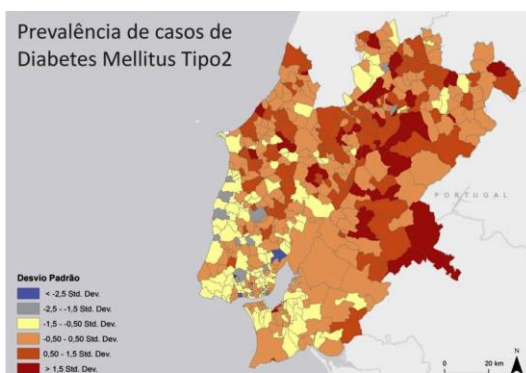 Prevalência de casos de
Diabetes Mellitus Tipo2
PORTUGAL
Desvio Padrão
< -2,5 Std. Dev.
-2,5 - -1,5 Std. Dev.
-1,5 - -0,50 Std. Dev.
-0,50 - 0,50 Std. Dev.
0,50 - 1,5 Std. Dev.
> 1,5 Std. Dev.
0 20 km
N